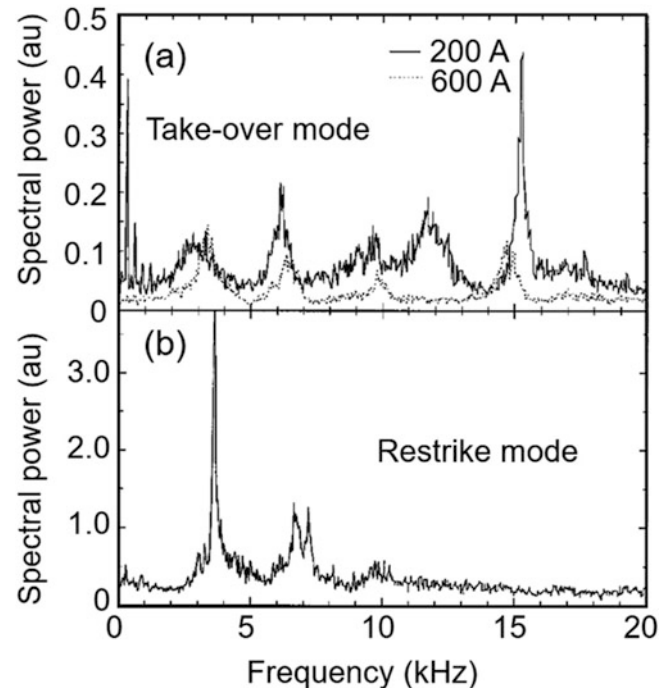 0.5
(a)
200 A
600 A
0.4
Take-over mode
0.3
0.2
0.1
0
Spectral power (au)
(b)
3.0
Restrike mode
2.0
1.0
0
Spectral power (au)
0 5 10 15 20
Frequency (kHz)